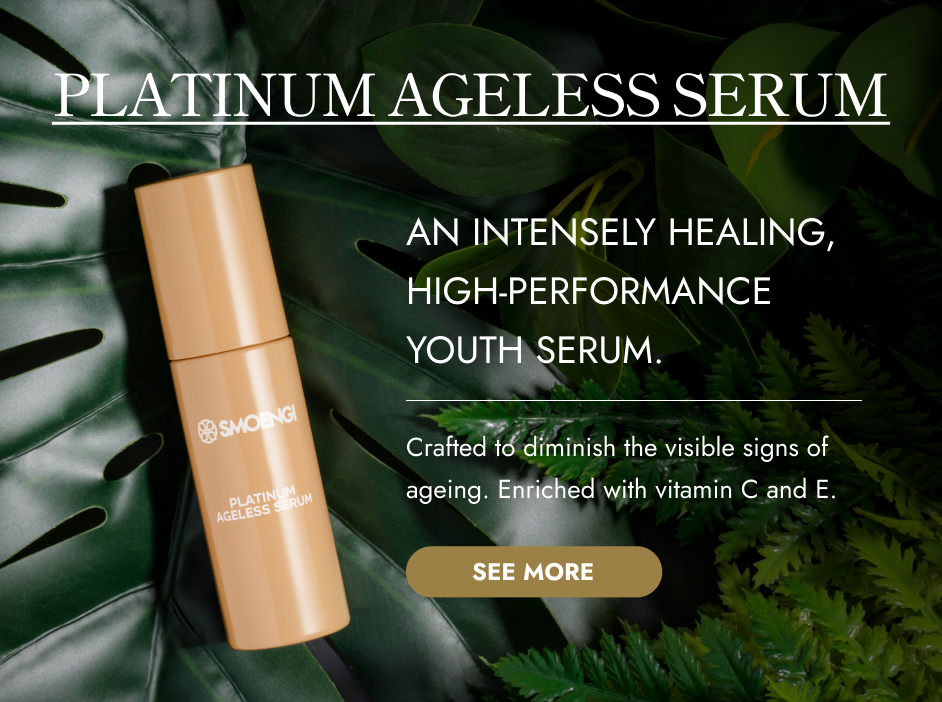 PLATINUM AGELESS SERUM
AN INTENSELY HEALING,
HIGH-PERFORMANCE
YOUTH SERUM.
Crafted to diminish the visible signs of
ageing. Enriched with vitamin C and E.
SEE MORE
SMOENGI
PLATINUM
AGELESS SERUM